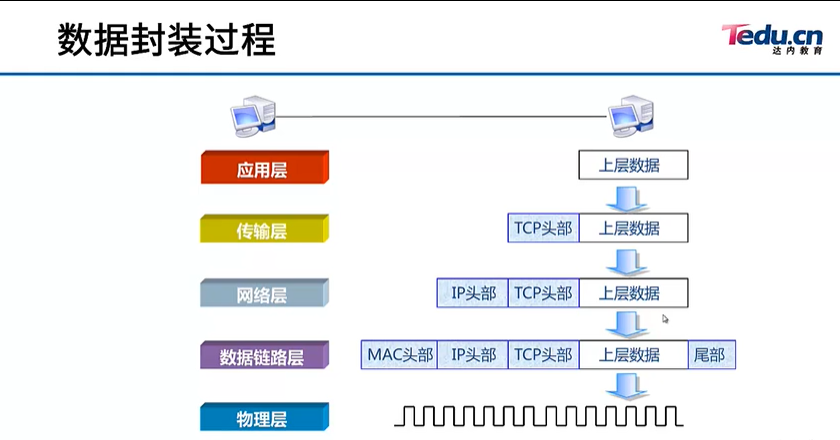 数据封装过程
Tedu.cn
达内教育
应用层
上层数据
传输层
TCP头部
上层数据
网络层
IP头部
TCP头部
上层数据
数据链路层
MAC头部
IP头部
TCP头部
上层数据
尾部
物理层